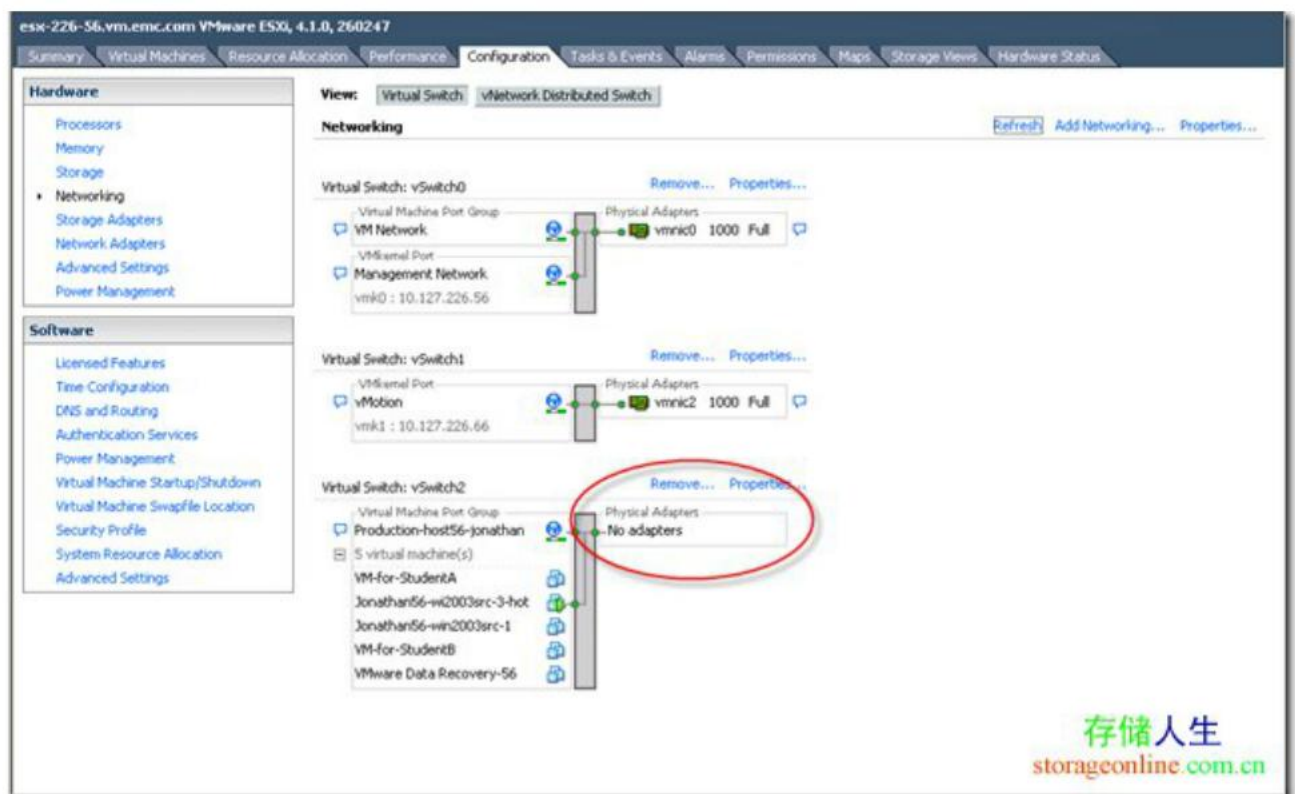 esx-226-56.vm.emc.com VMware ESXi, 4.1.0, 260247
Summary Virtual Machines Resource Allocation Performance Configuration Tasks & Events Alarms Permissions Maps Storage Views Hardware Status
Hardware
Processors
Memory
Storage
Networking
Storage Adapters
Network Adapters
Advanced Settings
Power Management
Software
Licensed Features
Time Configuration
DNS and Routing
Authentication Services
Power Management
Virtual Machine Startup/Shutdown
Virtual Machine Swapfile Location
Security Profile
System Resource Allocation
Advanced Settings
View: Virtual Switch vNetwork Distributed Switch
Networking Refresh Add Networking... Properties...
Virtual Switch: vSwitch0 Remove... Properties...
Virtual Machine Port Group Physical Adapters
VM Network vmnic0 1000 Full
VMkernel Port
Management Network
vmk0 : 10.127.226.56
Virtual Switch: vSwitch1 Remove... Properties...
VMkernel Port Physical Adapters
vMotion vmnic2 1000 Full
vmk1 : 10.127.226.66
Virtual Switch: vSwitch2 Remove... Properties...
Virtual Machine Port Group Physical Adapters
Production-host56-jonathan No adapters
5 virtual machine(s)
VM-for-StudentA
Jonathan56-wi2003src-3-hot
Jonathan56-win2003src-1
VM-for-StudentB
VMware Data Recovery-56
存储人生
storageonline.com.cn